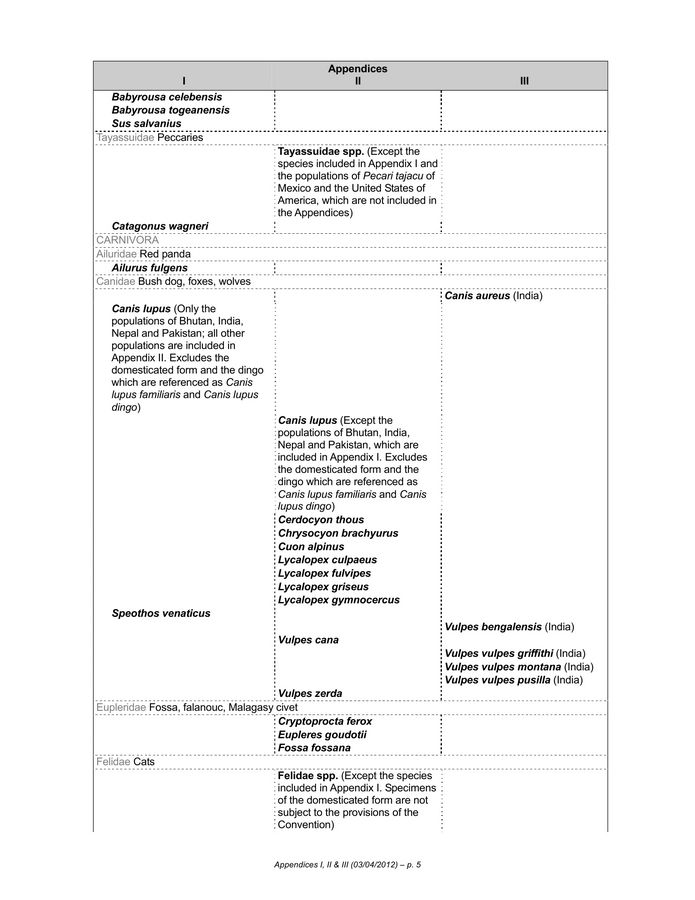 Appendices
I II III
Babyrousa celebensis
Babyrousa togeanensis
Sus salvanius
Tayassuidae Peccaries
Tayassuidae spp. (Except the
species included in Appendix I and
the populations of Pecari tajacu of
Mexico and the United States of
America, which are not included in
the Appendices)
Catagonus wagneri
CARNIVORA
Ailuridae Red panda
Ailurus fulgens
Canidae Bush dog, foxes, wolves
Canis aureus (India)
Canis lupus (Only the
populations of Bhutan, India,
Nepal and Pakistan; all other
populations are included in
Appendix II. Excludes the
domesticated form and the dingo
which are referenced as Canis
lupus familiaris and Canis lupus
dingo)
Canis lupus (Except the
populations of Bhutan, India,
Nepal and Pakistan, which are
included in Appendix I. Excludes
the domesticated form and the
dingo which are referenced as
Canis lupus familiaris and Canis
lupus dingo)
Cerdocyon thous
Chrysocyon brachyurus
Cuon alpinus
Lycalopex culpaeus
Lycalopex fulvipes
Lycalopex griseus
Lycalopex gymnocercus
Speothos venaticus
Vulpes bengalensis (India)
Vulpes cana
Vulpes vulpes griffithi (India)
Vulpes vulpes montana (India)
Vulpes vulpes pusilla (India)
Vulpes zerda
Eupleridae Fossa, falanouc, Malagasy civet
Cryptoprocta ferox
Eupleres goudotii
Fossa fossana
Felidae Cats
Felidae spp. (Except the species
included in Appendix I. Specimens
of the domesticated form are not
subject to the provisions of the
Convention)
Appendices I, II & III (03/04/2012) – p. 5